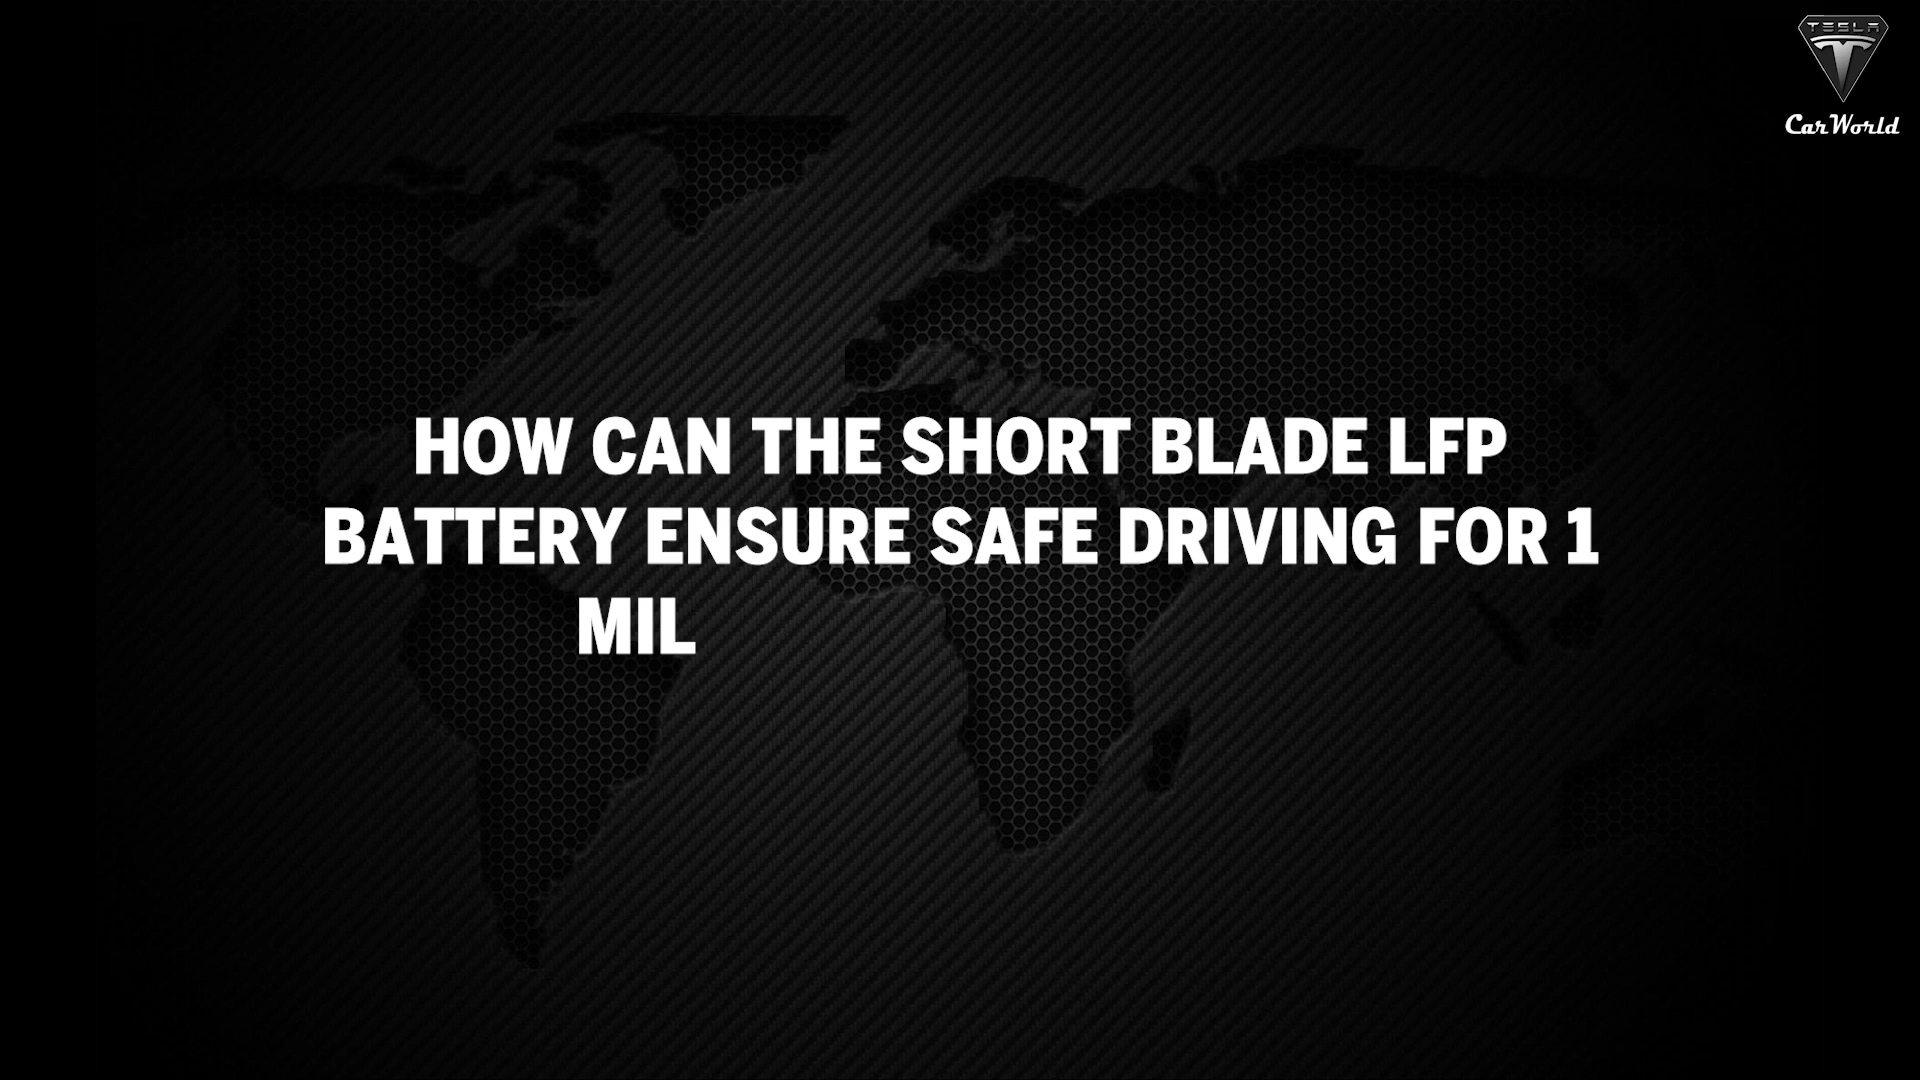 TESLA
CarWorld
HOW CAN THE SHORT BLADE LFP
BATTERY ENSURE SAFE DRIVING FOR 1
MIL